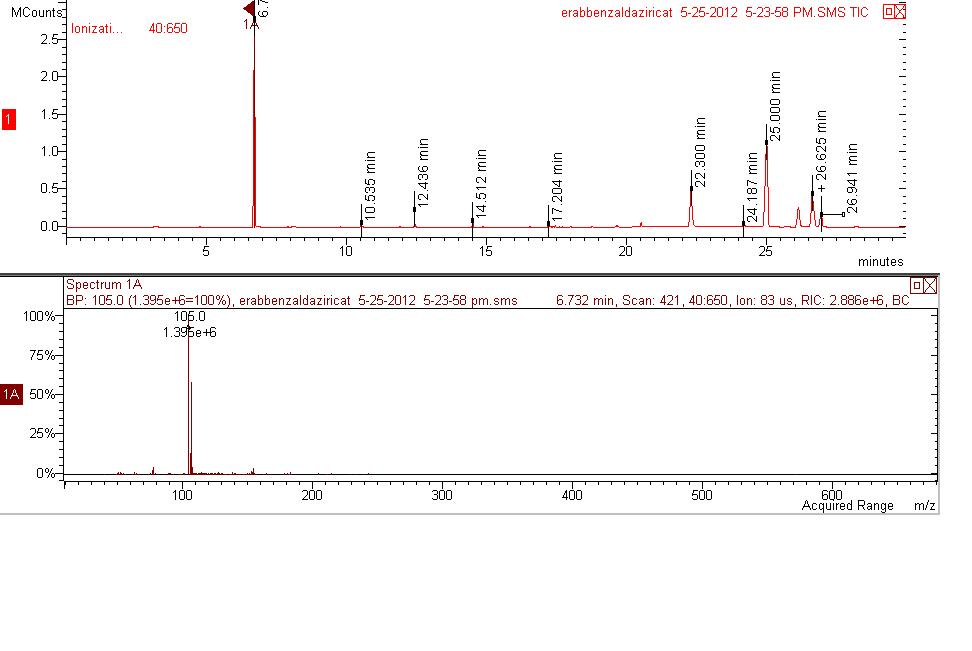 MCounts
erabbenzaldaziricat 5-25-2012 5-23-58 PM.SMS TIC
Ionizati... 40:650
1A
2.5
2.0
1.5
1.0
0.5
0.0
1
10.535 min
12.436 min
14.512 min
17.204 min
22.300 min
24.187 min
25.000 min
+ 26.625 min
26.941 min
5 10 15 20 25
minutes
Spectrum 1A
BP: 105.0 (1.395e+6=100%), erabbenzaldaziricat 5-25-2012 5-23-58 pm.sms 6.732 min, Scan: 421, 40:650, Ion: 83 us, RIC: 2.886e+6, BC
105.0
1.395e+6
100%
75%
50%
25%
0%
1A
100 200 300 400 500 600
Acquired Range m/z